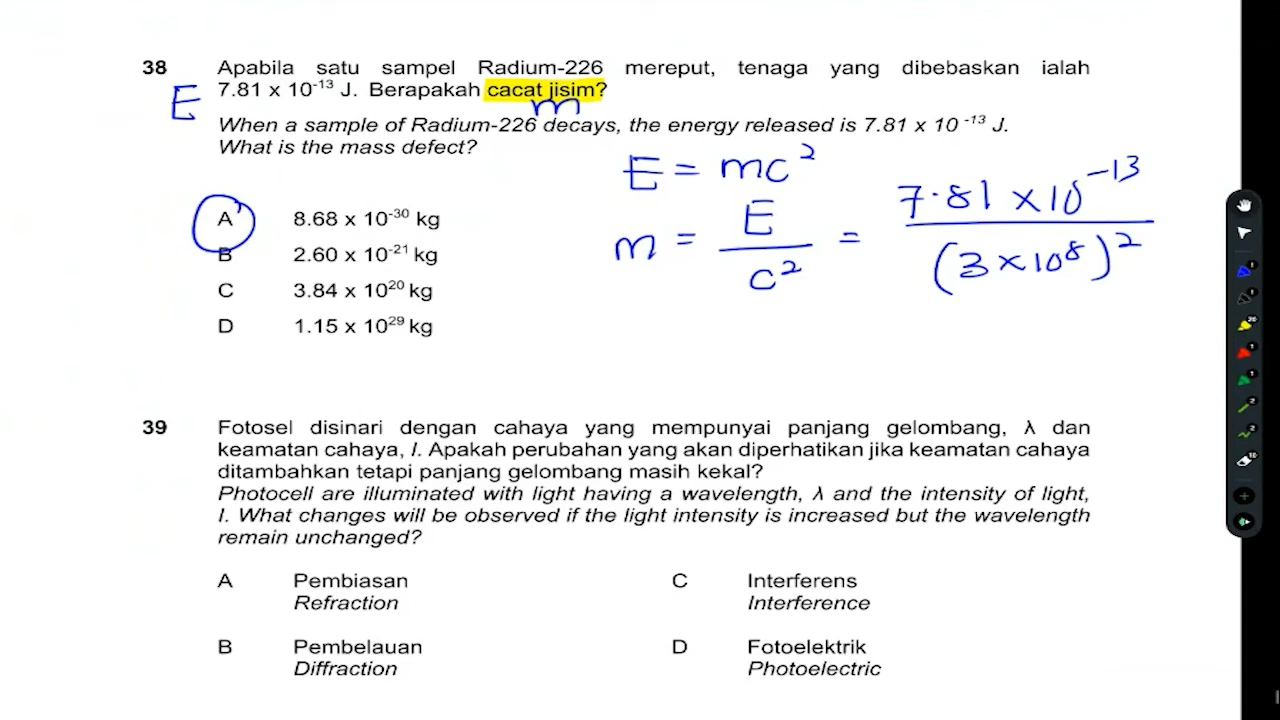 38 Apabila satu sampel Radium-226 mereput, tenaga yang dibebaskan ialah
7.81 x 10⁻¹³ J. Berapakah cacat jisim?
E
m
When a sample of Radium-226 decays, the energy released is 7.81 x 10 ⁻¹³ J.
What is the mass defect?
E = mc²
m = E / c² = 7.81 x 10⁻¹³ / (3 x 10⁸)²
A 8.68 x 10⁻³⁰ kg
B 2.60 x 10⁻²¹ kg
C 3.84 x 10²⁰ kg
D 1.15 x 10²⁹ kg
39 Fotosel disinari dengan cahaya yang mempunyai panjang gelombang, λ dan
keamatan cahaya, I. Apakah perubahan yang akan diperhatikan jika keamatan cahaya
ditambahkan tetapi panjang gelombang masih kekal?
Photocell are illuminated with light having a wavelength, λ and the intensity of light,
I. What changes will be observed if the light intensity is increased but the wavelength
remain unchanged?
A Pembiasan
Refraction
B Pembelauan
Diffraction
C Interferens
Interference
D Fotoelektrik
Photoelectric